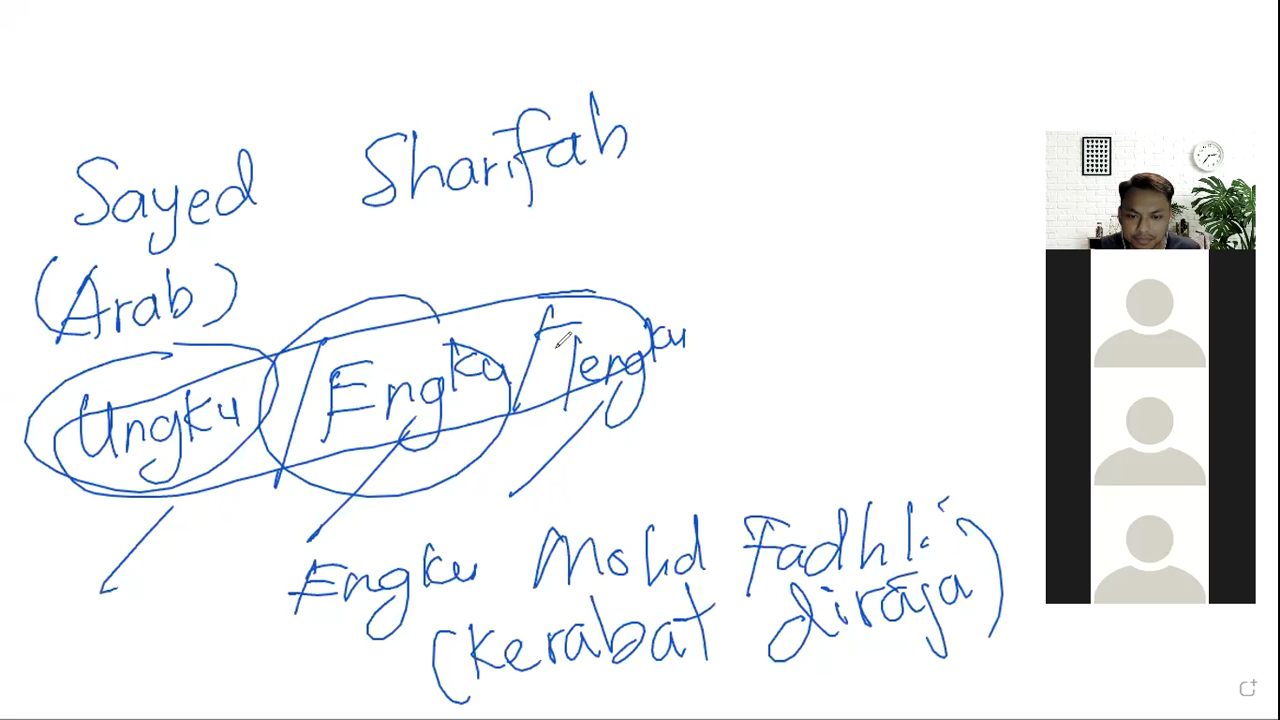 Sayed Sharifah
(Arab)
Ungku / Engku / Tengku
Engku Mohd Fadhli
(kerabat diraja)